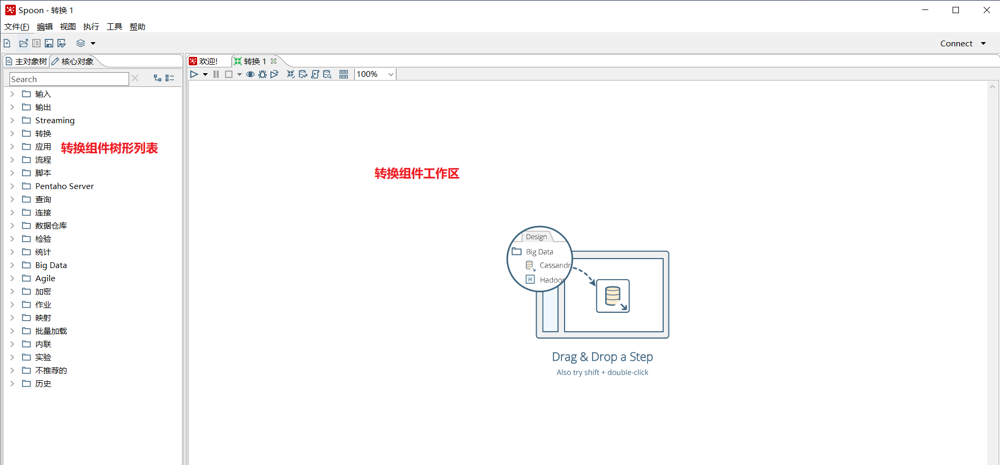 Spoon - 转换 1
文件(F) 编辑 视图 执行 工具 帮助
Connect
主对象树 核心对象
欢迎! 转换 1
Search
100%
输入
输出
Streaming
转换
应用
转换组件树形列表
流程
脚本
Pentaho Server
查询
连接
数据仓库
检验
统计
Big Data
Agile
加密
作业
映射
批量加载
内联
实验
不推荐的
历史
转换组件工作区
Design
Big Data
Cassandr
Hadoop
Drag & Drop a Step
Also try shift + double-click